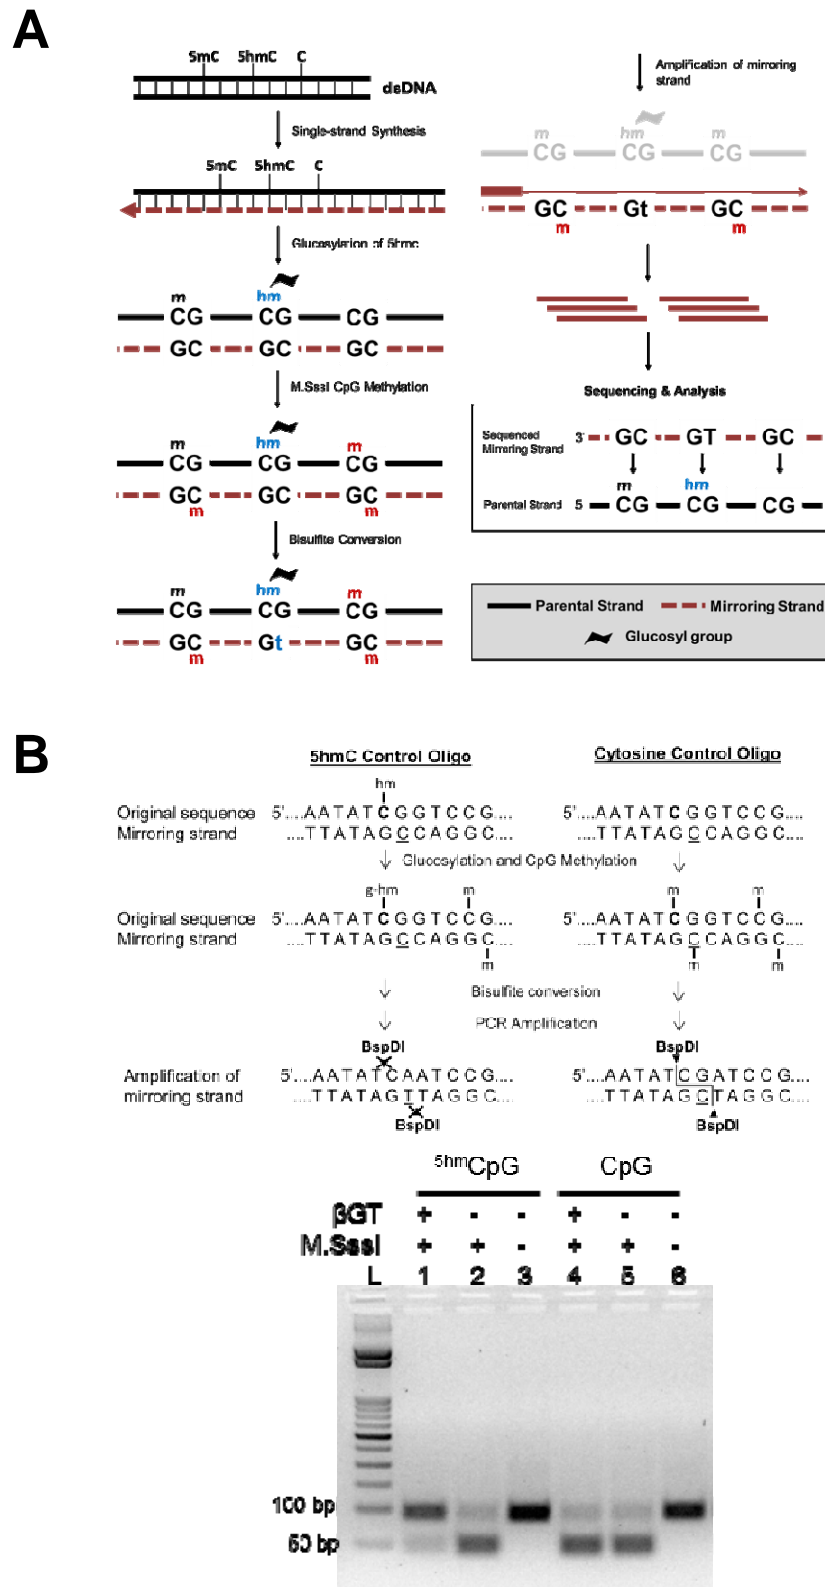 A
5mC 5hmC C
dsDNA
Single-strand Synthesis
5mC 5hmC C
Glucosylation of 5hmc
m hm
CG CG CG
GC GC GC
M.SssI CpG Methylation
m hm m
CG CG CG
GC GC GC
m m
Bisulfite Conversion
m hm m
CG CG CG
GC Gt GC
m m
Amplification of mirroring
strand
m hm m
CG CG CG
GC Gt GC
m m
Sequencing & Analysis
Sequenced
Mirroring Strand 3' GC GT GC
m hm
Parental Strand 5 CG CG CG
Parental Strand Mirroring Strand
Glucosyl group
B
5hmC Control Oligo Cytosine Control Oligo
hm
Original sequence 5'....AATATCGGTCCG.... 5'....AATATCGGTCCG....
Mirroring strand ....TTATAGCCAGGC.... ....TTATAGCCAGGC....
Glucosylation and CpG Methylation
g-hm m m m
Original sequence 5'....AATATCGGTCCG.... 5'....AATATCGGTCCG....
Mirroring strand ....TTATAGCCAGGC.... ....TTATAGCCAGGC....
m m m
Bisulfite conversion
PCR Amplification
BspDI BspDI
Amplification of 5'....AATATCAATCCG.... 5'....AATATCGATCCG....
mirroring strand ....TTATAGTTAGGC.... ....TTATAGCTAGGC....
BspDI BspDI
5hmCpG CpG
βGT + - - + - -
M.SssI + + - + + -
L 1 2 3 4 5 6
100 bp
50 bp